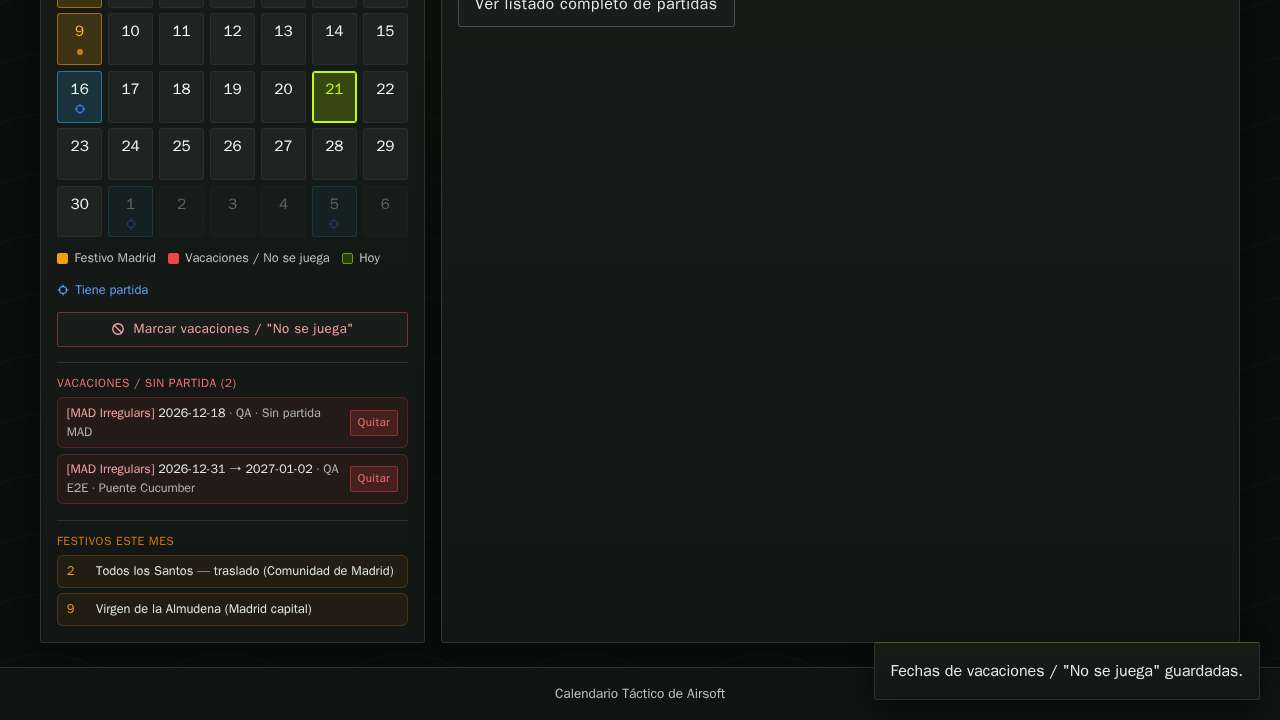 Ver listado completo de partidas
9 10 11 12 13 14 15
16 17 18 19 20 21 22
23 24 25 26 27 28 29
30 1 2 3 4 5 6
Festivo Madrid Vacaciones / No se juega Hoy
Tiene partida
Marcar vacaciones / "No se juega"
VACACIONES / SIN PARTIDA (2)
[MAD Irregulars] 2026-12-18 · QA · Sin partida
MAD
Quitar
[MAD Irregulars] 2026-12-31 → 2027-01-02 · QA
E2E · Puente Cucumber
Quitar
FESTIVOS ESTE MES
2 Todos los Santos — traslado (Comunidad de Madrid)
9 Virgen de la Almudena (Madrid capital)
Fechas de vacaciones / "No se juega" guardadas.
Calendario Táctico de Airsoft